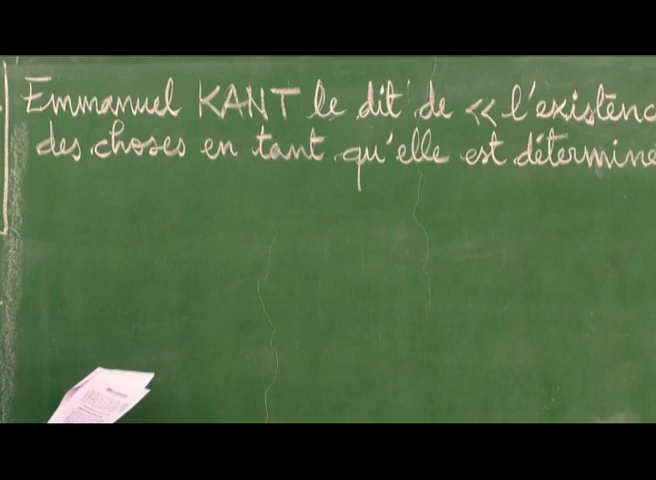 Emmanuel KANT le dit de « l'existenc
des choses en tant qu'elle est détermine